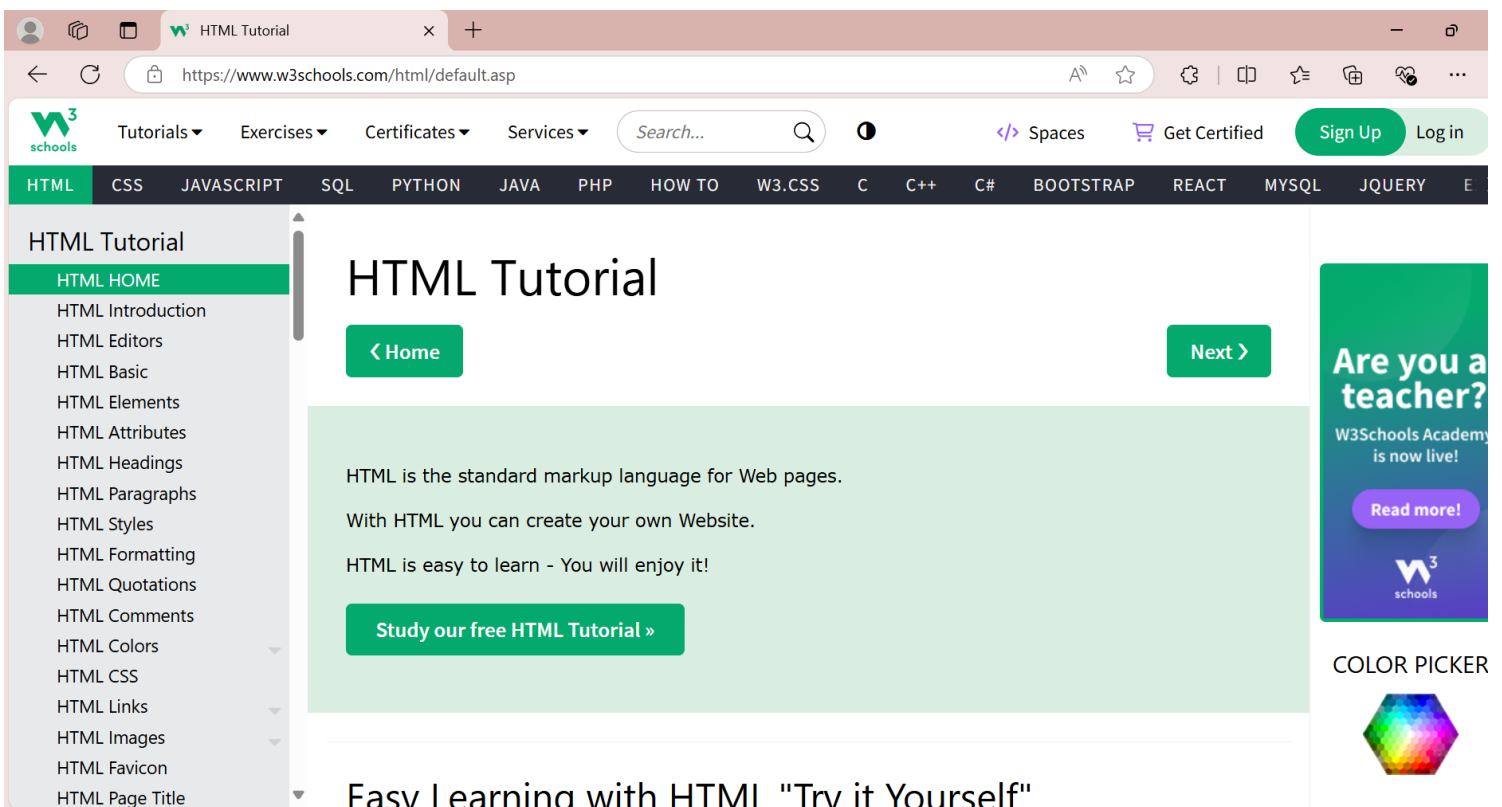 HTML Tutorial
https://www.w3schools.com/html/default.asp
W3
schools
Tutorials Exercises Certificates Services Search... </> Spaces Get Certified Sign Up Log in
HTML CSS JAVASCRIPT SQL PYTHON JAVA PHP HOW TO W3.CSS C C++ C# BOOTSTRAP REACT MYSQL JQUERY
HTML Tutorial
HTML HOME
HTML Introduction
HTML Editors
HTML Basic
HTML Elements
HTML Attributes
HTML Headings
HTML Paragraphs
HTML Styles
HTML Formatting
HTML Quotations
HTML Comments
HTML Colors
HTML CSS
HTML Links
HTML Images
HTML Favicon
HTML Page Title
HTML Tutorial
❮ Home Next ❯
HTML is the standard markup language for Web pages.
With HTML you can create your own Website.
HTML is easy to learn - You will enjoy it!
Study our free HTML Tutorial »
Easy Learning with HTML "Try it Yourself"
Are you a
teacher?
W3Schools Academy
is now live!
Read more!
W3
schools
COLOR PICKER